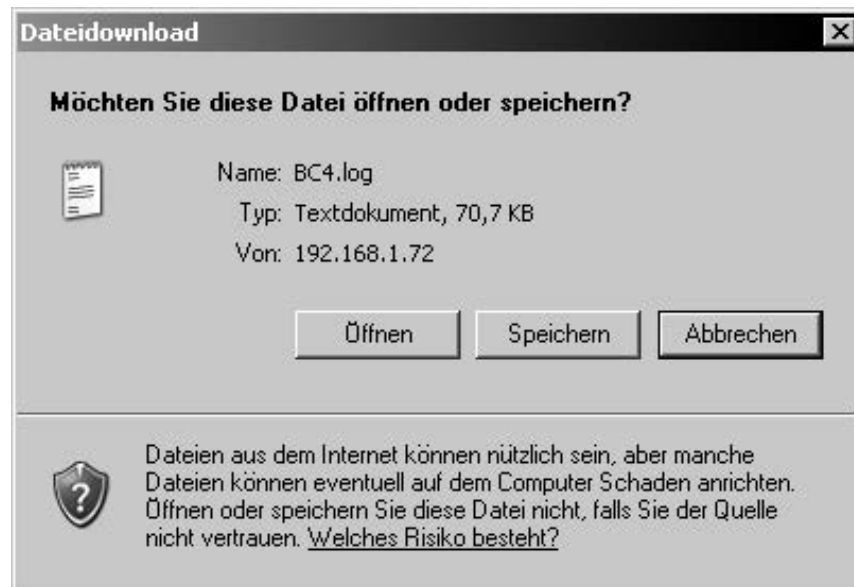 Dateidownload
Möchten Sie diese Datei öffnen oder speichern?
Name: BC4.log
Typ: Textdokument, 70,7 KB
Von: 192.168.1.72
Öffnen Speichern Abbrechen
Dateien aus dem Internet können nützlich sein, aber manche
Dateien können eventuell auf dem Computer Schaden anrichten.
Öffnen oder speichern Sie diese Datei nicht, falls Sie der Quelle
nicht vertrauen. Welches Risiko besteht?